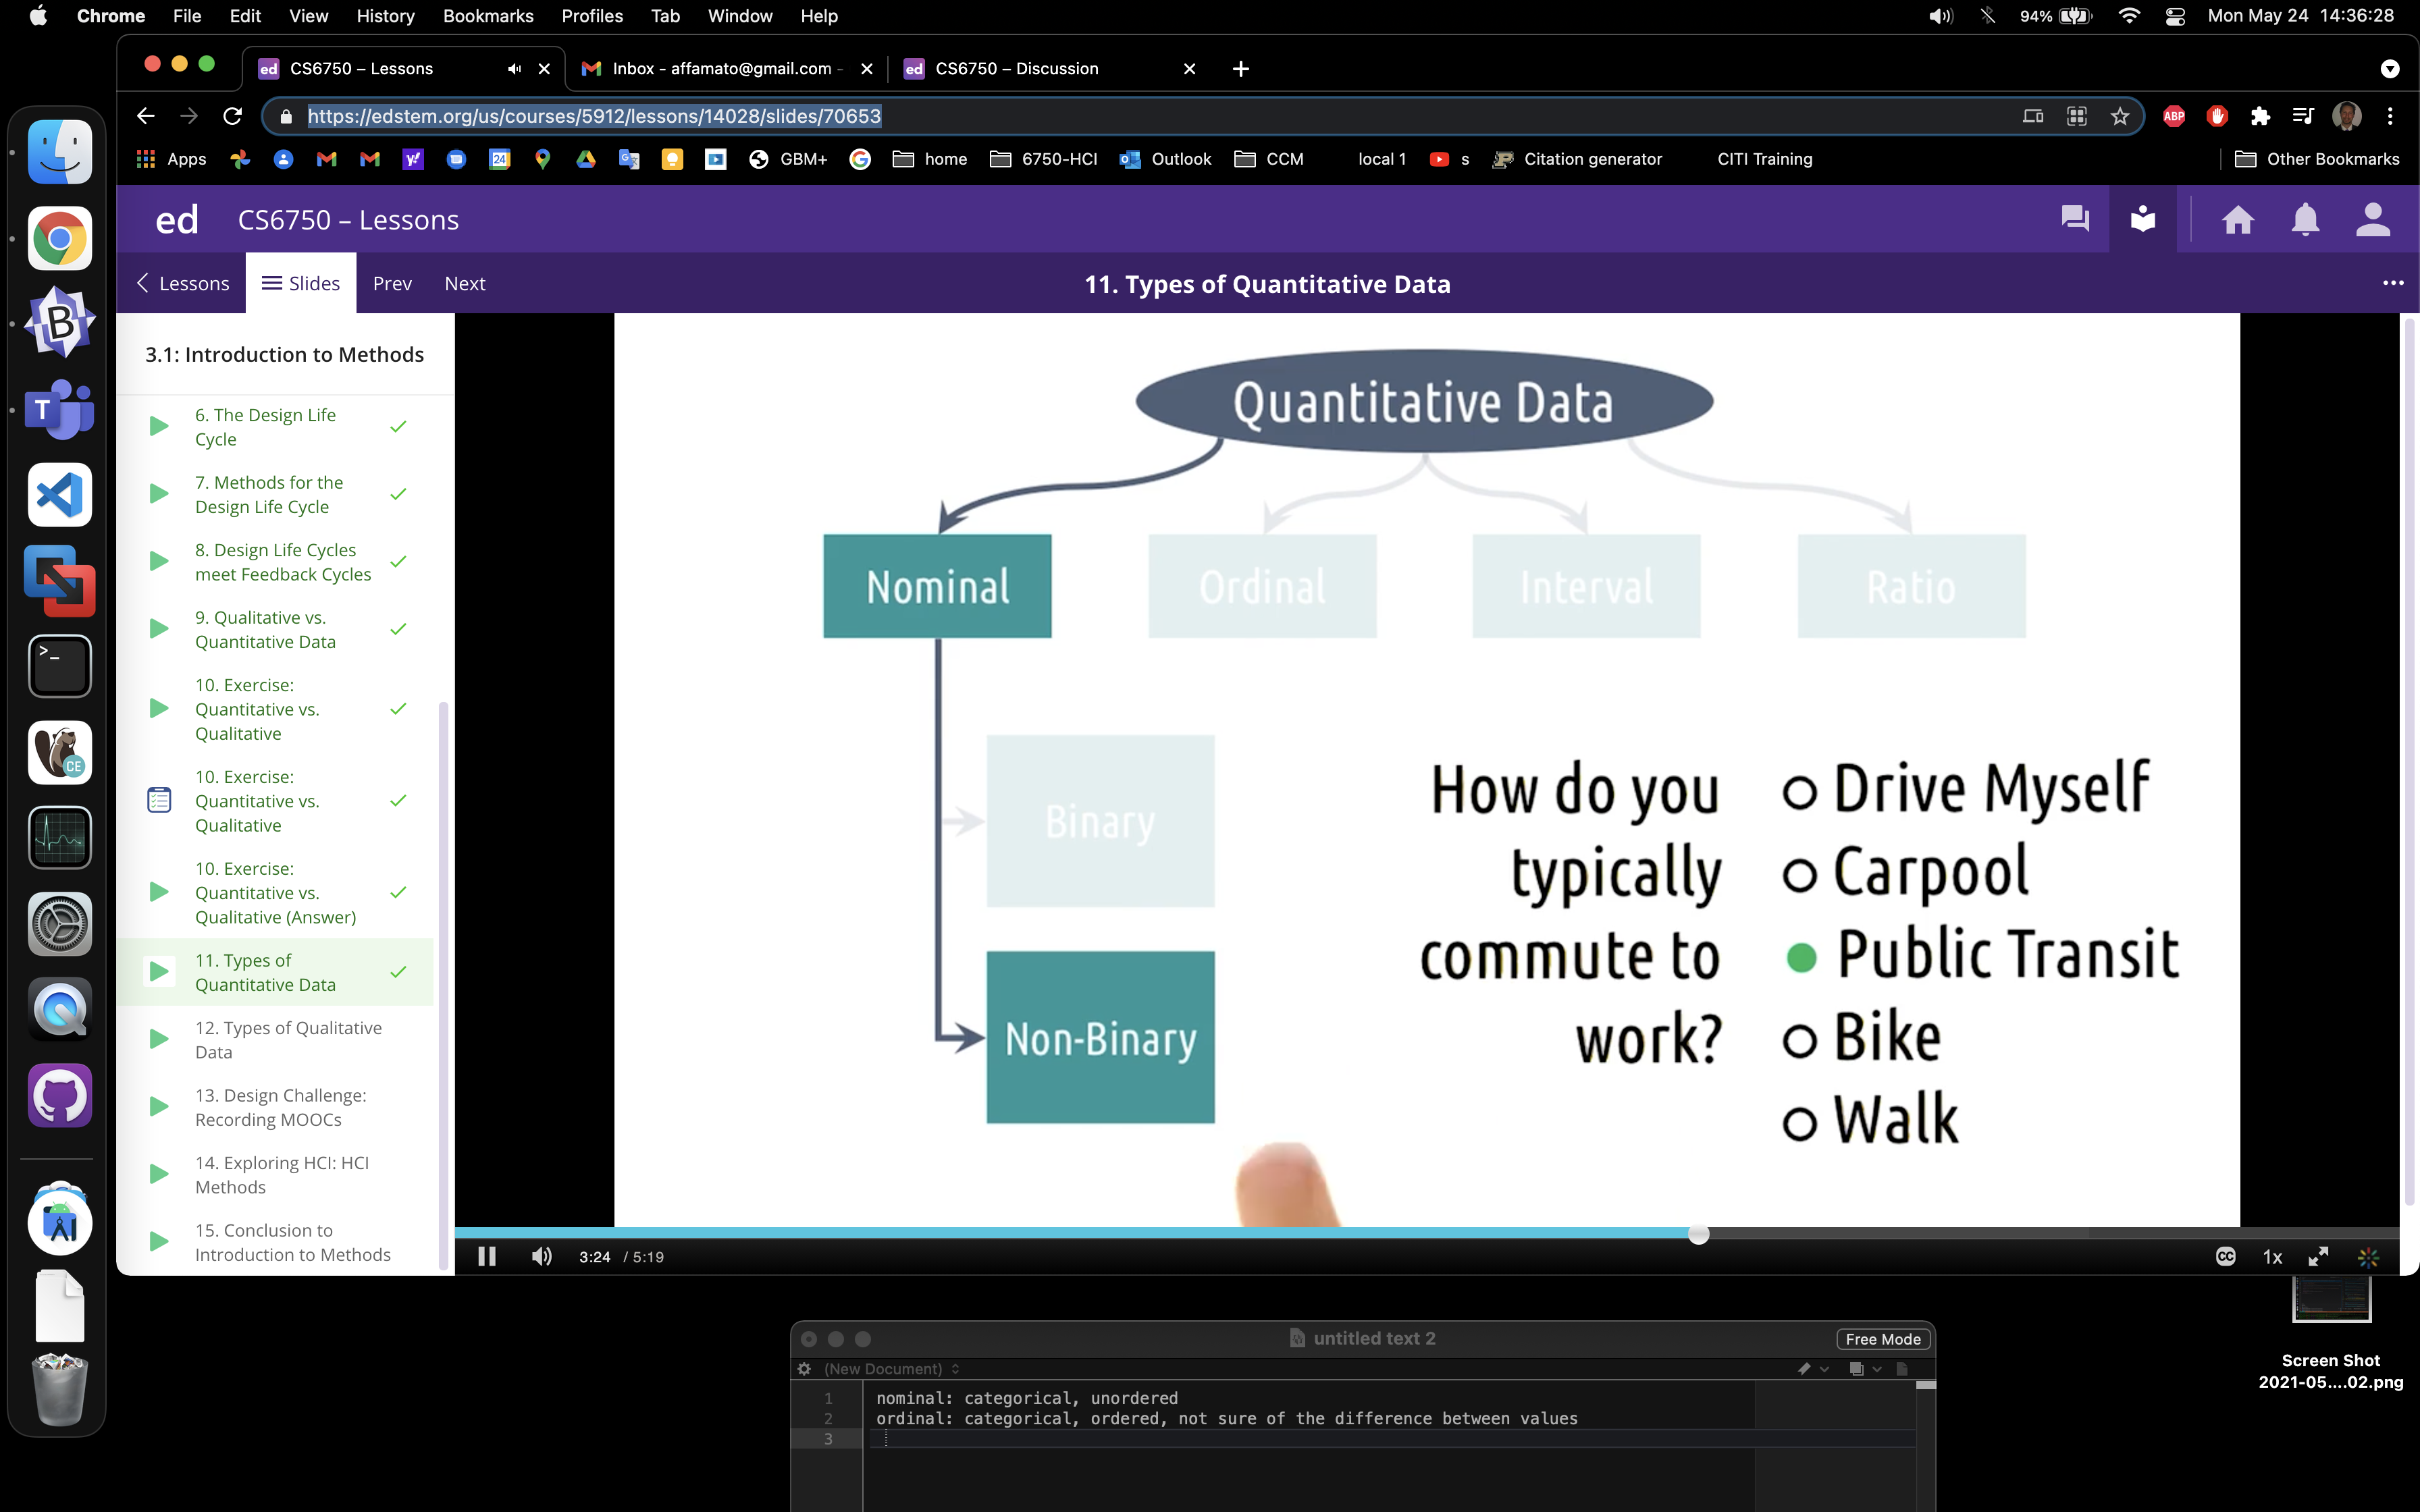 Chrome File Edit View History Bookmarks Profiles Tab Window Help 94% Mon May 24 14:36:28
ed CS6750 – Lessons Inbox - affamato@gmail.com - ed CS6750 – Discussion
https://edstem.org/us/courses/5912/lessons/14028/slides/70653 ABP
Apps 24 GBM+ home 6750-HCI Outlook CCM local 1 s Citation generator CITI Training Other Bookmarks
ed CS6750 – Lessons
Lessons Slides Prev Next 11. Types of Quantitative Data
3.1: Introduction to Methods
6. The Design Life
Cycle
7. Methods for the
Design Life Cycle
8. Design Life Cycles
meet Feedback Cycles
9. Qualitative vs.
Quantitative Data
10. Exercise:
Quantitative vs.
Qualitative
10. Exercise:
Quantitative vs.
Qualitative
10. Exercise:
Quantitative vs.
Qualitative (Answer)
11. Types of
Quantitative Data
12. Types of Qualitative
Data
13. Design Challenge:
Recording MOOCs
14. Exploring HCI: HCI
Methods
15. Conclusion to
Introduction to Methods
Quantitative Data
Nominal Ordinal Interval Ratio
Binary
Non-Binary
How do you
typically
commute to
work?
Drive Myself
Carpool
Public Transit
Bike
Walk
3:24 / 5:19 CC 1x
untitled text 2 Free Mode
(New Document)
1 nominal: categorical, unordered
2 ordinal: categorical, ordered, not sure of the difference between values
3
Screen Shot
2021-05....02.png
B
T
>_
CE